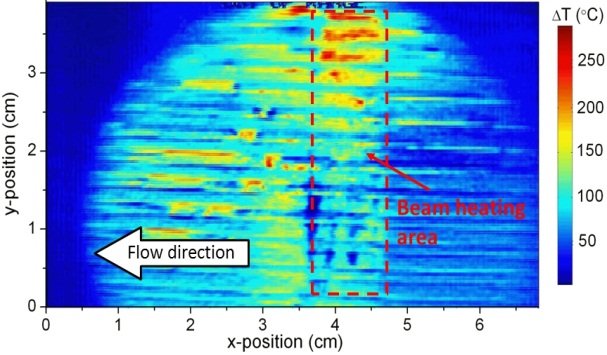 ΔT (°C)
250
200
150
100
50
3
2
1
0
y-position (cm)
Beam heating
area
Flow direction
0 1 2 3 4 5 6
x-position (cm)